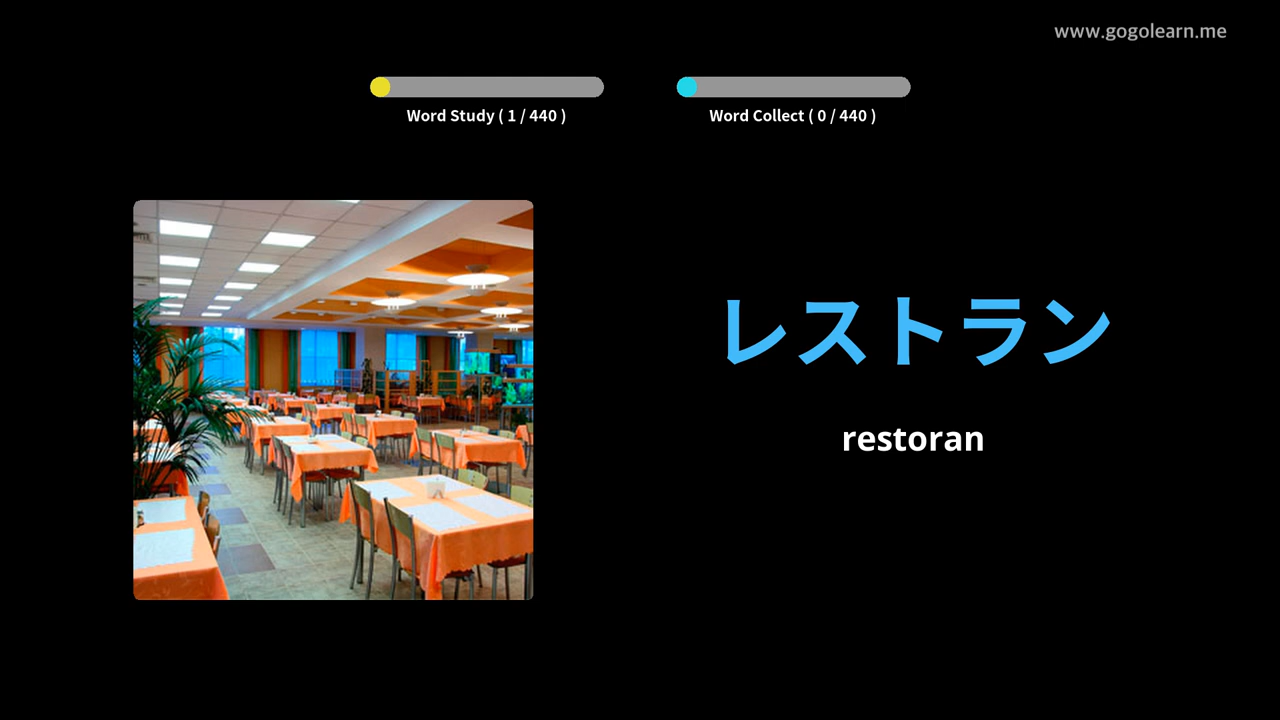 www.gogolearn.me
Word Study ( 1 / 440 )
Word Collect ( 0 / 440 )
レストラン
restoran